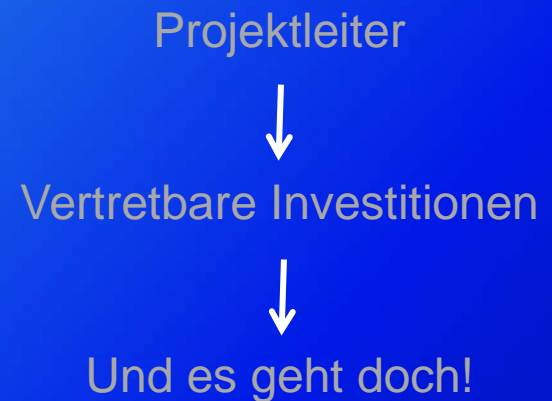 Projektleiter
Vertretbare Investitionen
Und es geht doch!